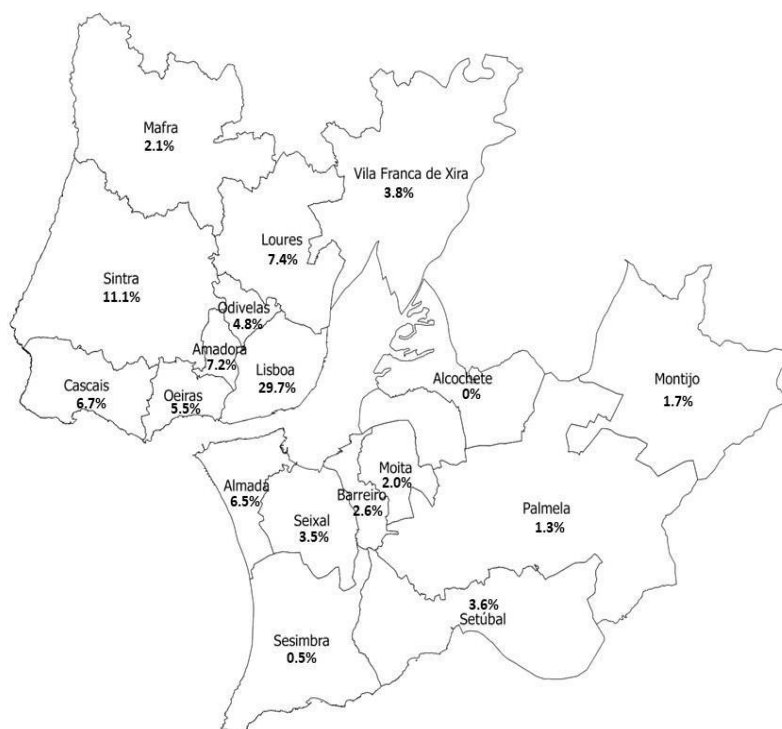 Mafra
2.1%
Vila Franca de Xira
3.8%
Loures
7.4%
Sintra
11.1%
Odivelas
4.8%
Amadora
7.2%
Lisboa
29.7%
Cascais
6.7%
Oeiras
5.5%
Alcochete
0%
Montijo
1.7%
Moita
2.0%
Almada
6.5%
Barreiro
2.6%
Seixal
3.5%
Palmela
1.3%
3.6%
Setúbal
Sesimbra
0.5%